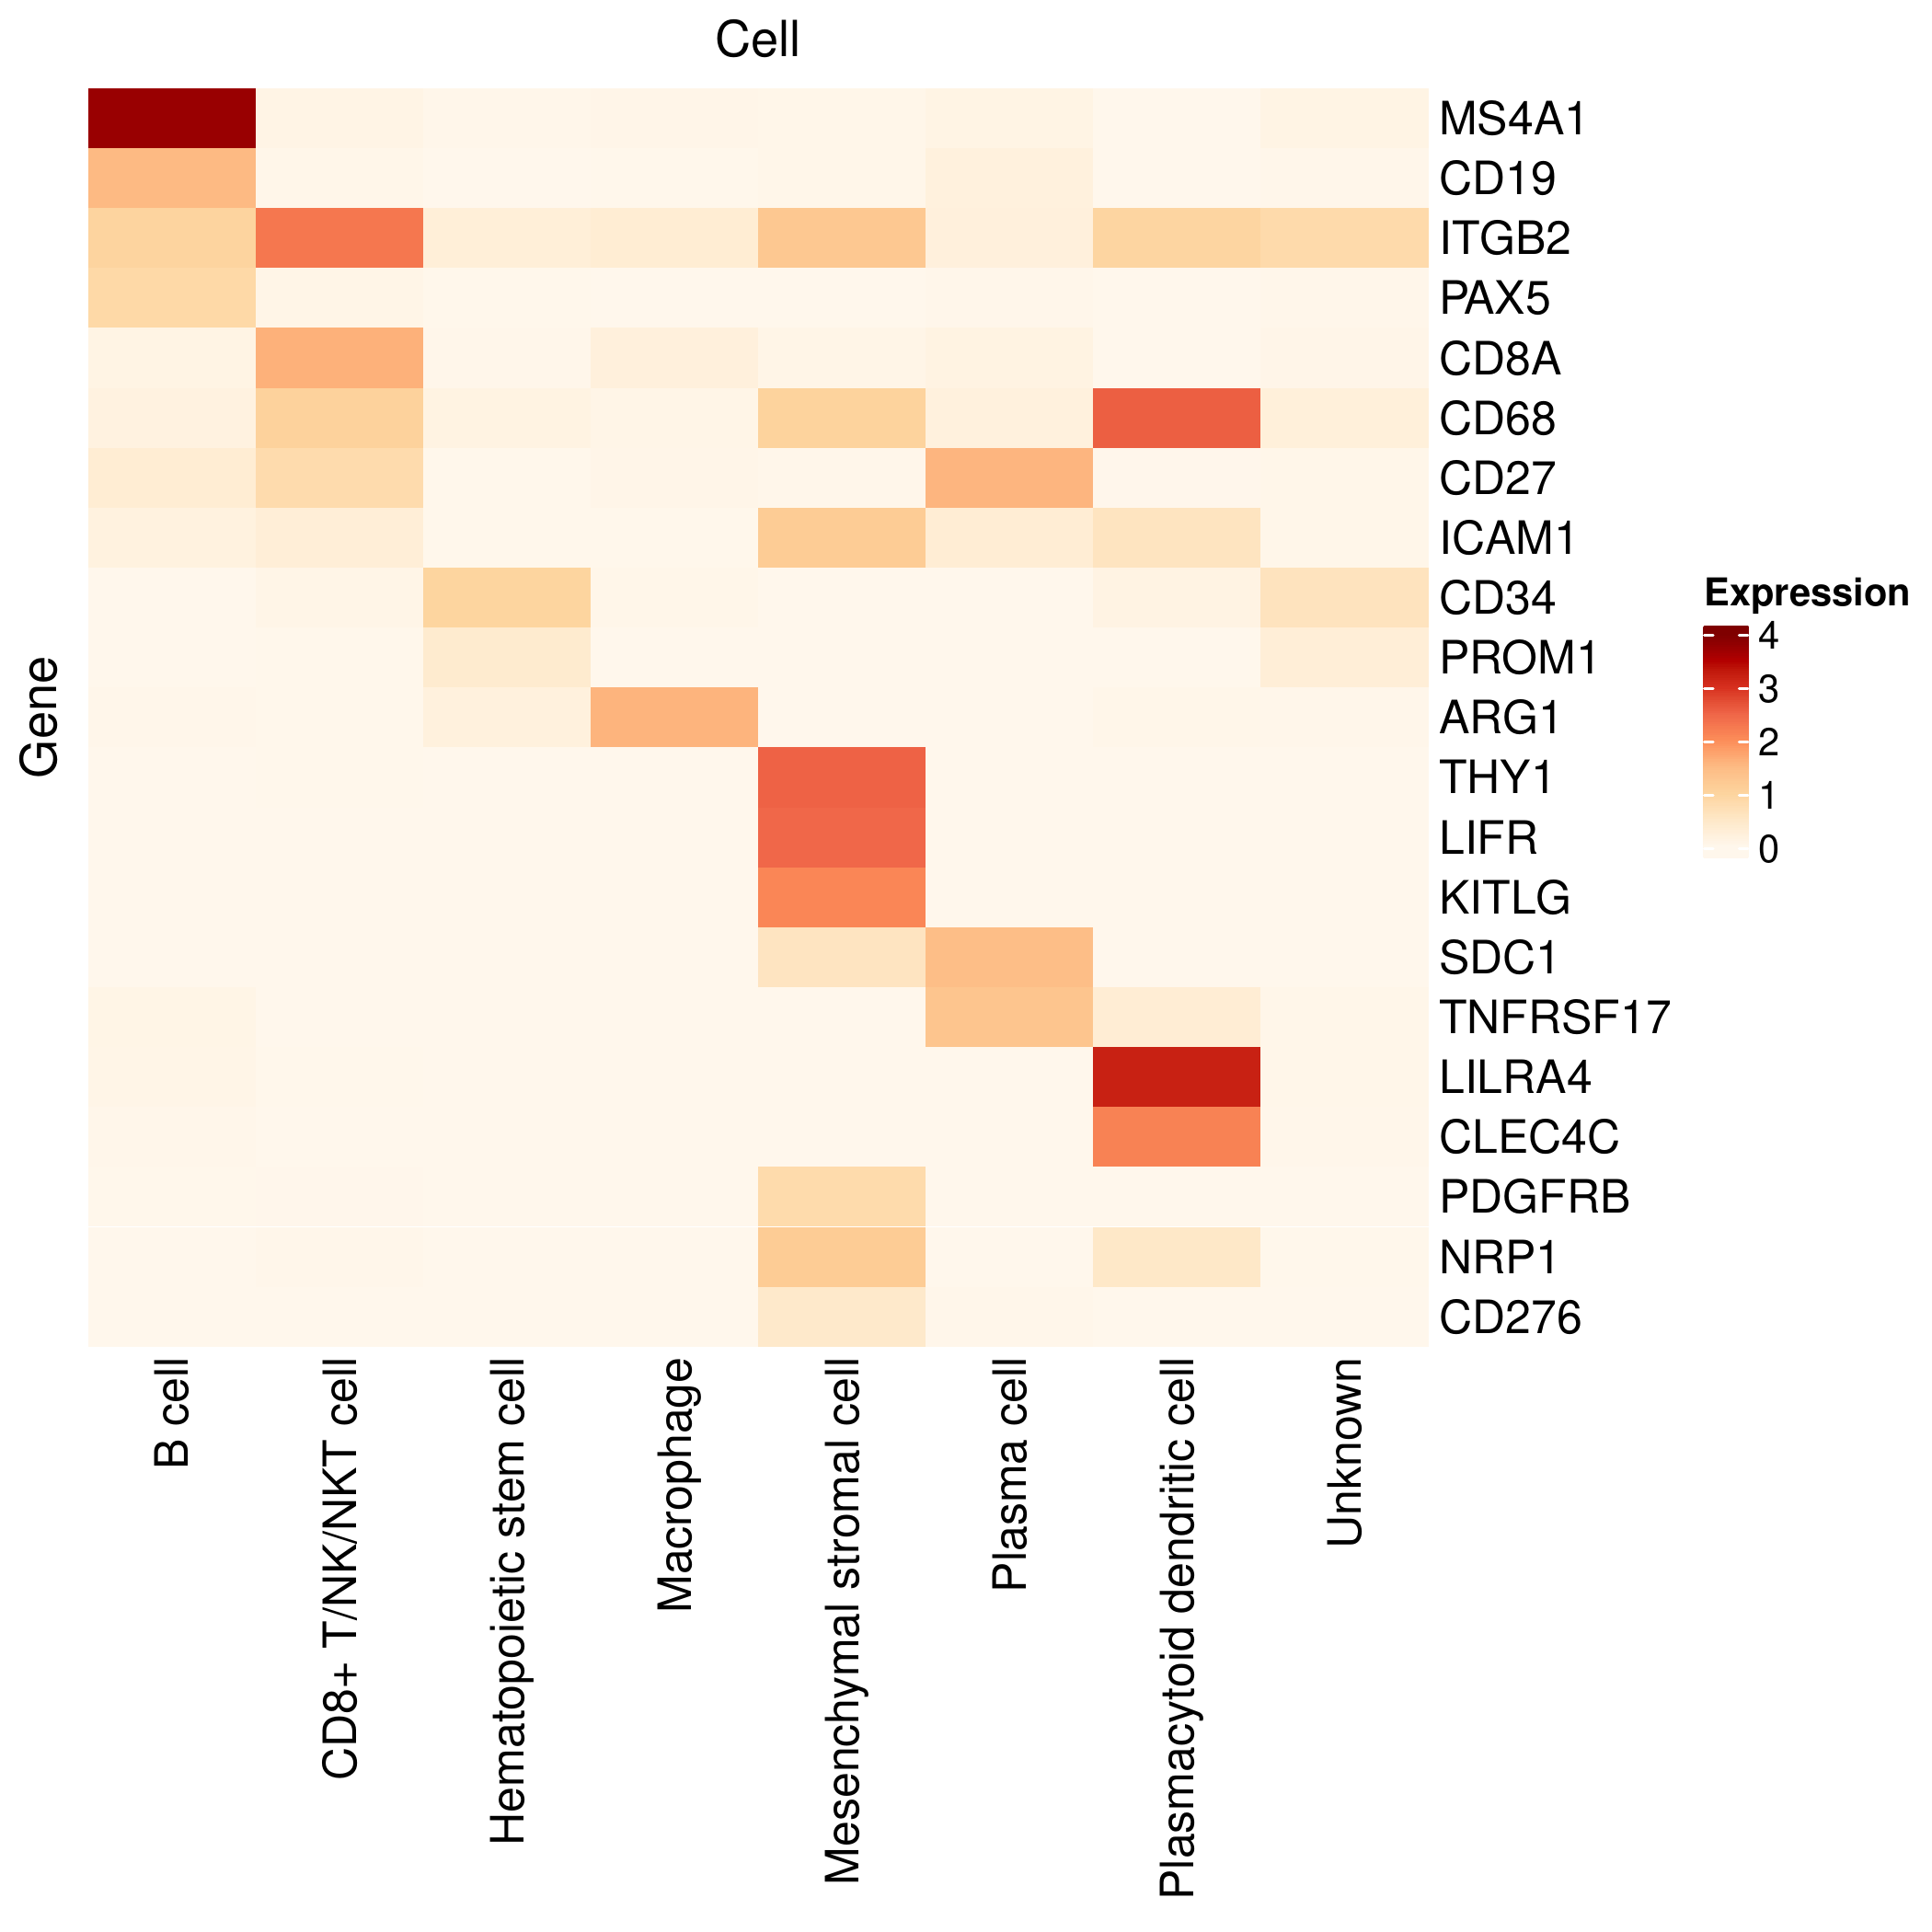 Cell
Gene
MS4A1
CD19
ITGB2
PAX5
CD8A
CD68
CD27
ICAM1
CD34
PROM1
ARG1
THY1
LIFR
KITLG
SDC1
TNFRSF17
LILRA4
CLEC4C
PDGFRB
NRP1
CD276
Expression
4
3
2
1
0
B cell
CD8+ T/NK/NKT cell
Hematopoietic stem cell
Macrophage
Mesenchymal stromal cell
Plasma cell
Plasmacytoid dendritic cell
Unknown